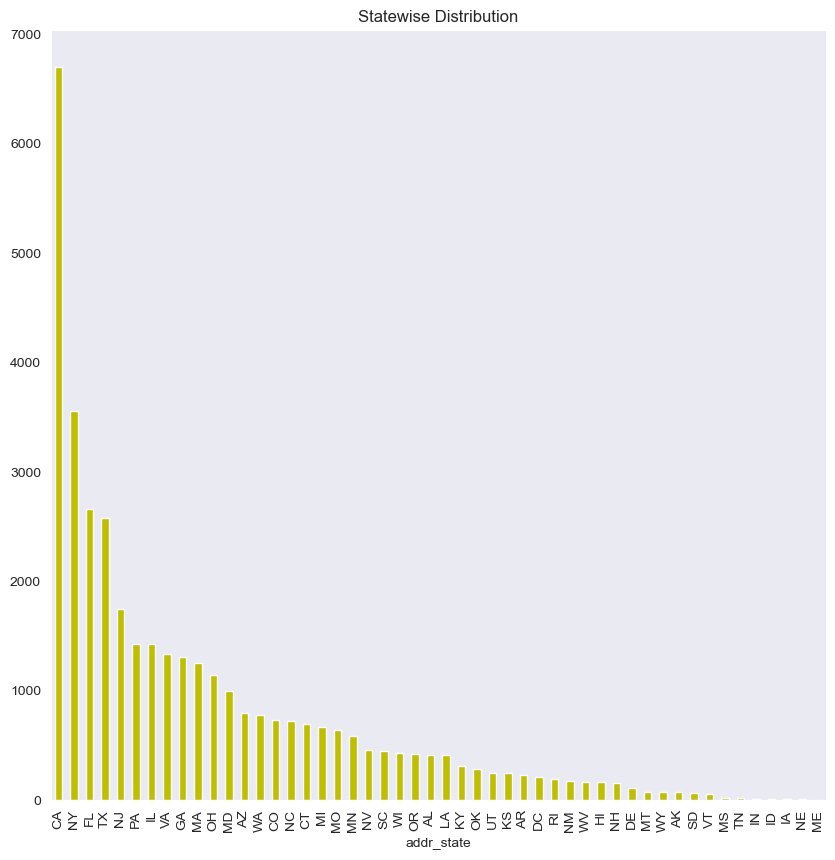 Statewise Distribution
7000
6000
5000
4000
3000
2000
1000
0
CA NY FL TX NJ PA IL VA GA MA OH MD AZ WA CO NC CT MI MO MN NV SC WI OR AL LA KY OK UT KS AR DC RI NM WV HI NH DE MT WY AK SD VT MS TN IN ID IA NE ME
addr_state